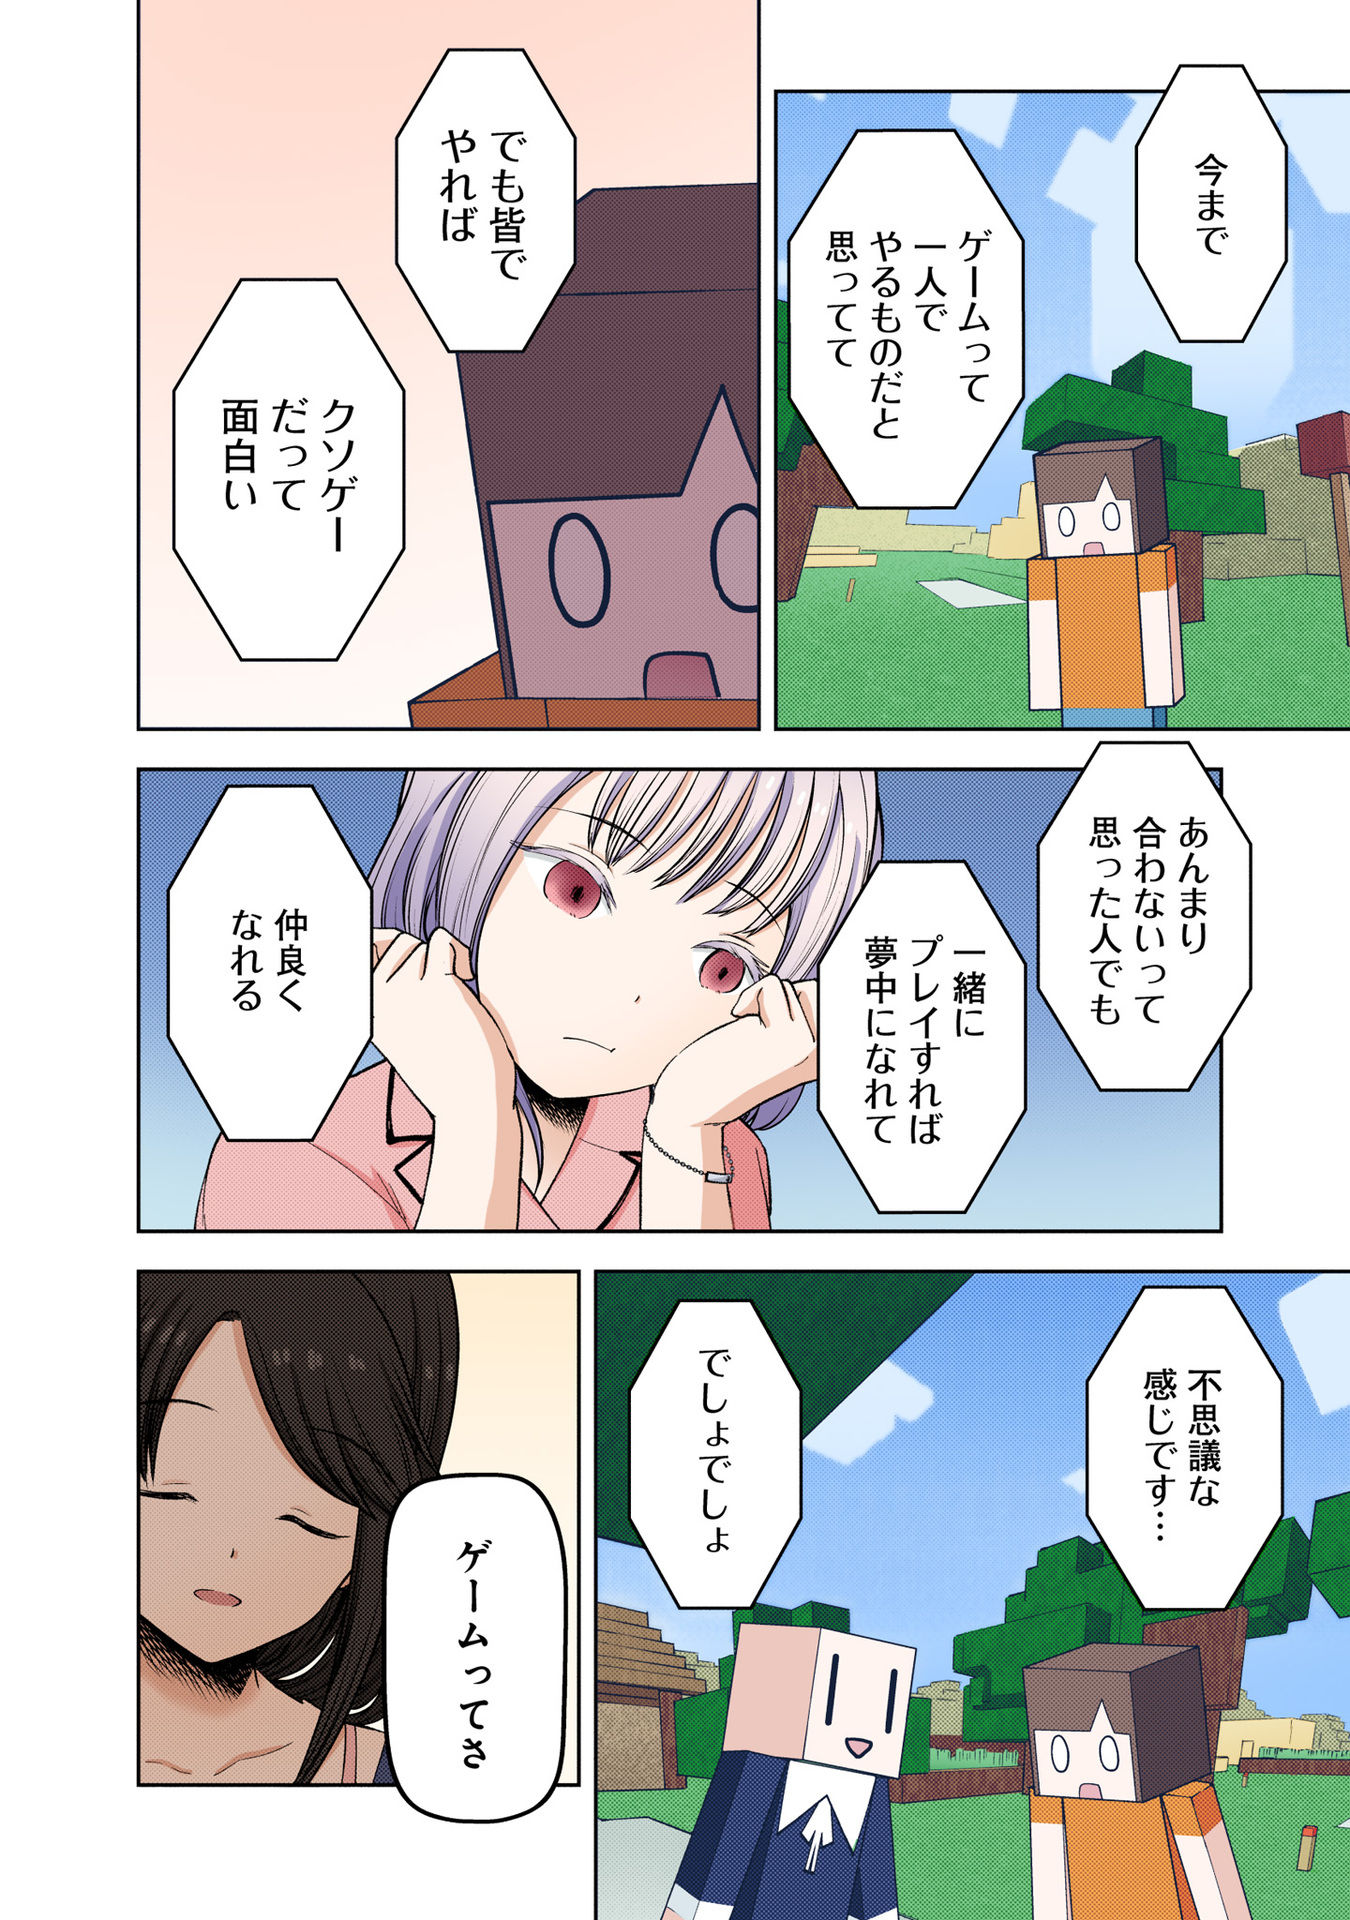 今まで
ゲームって
一人で
やるものだと
思ってて
でも皆で
やれば
クソゲー
だって
面白い
あんまり
合わないって
思った人でも
一緒に
プレイすれば
夢中になれて
仲良く
なれる
不思議な
感じです…
でしょでしょ
ゲームってさ